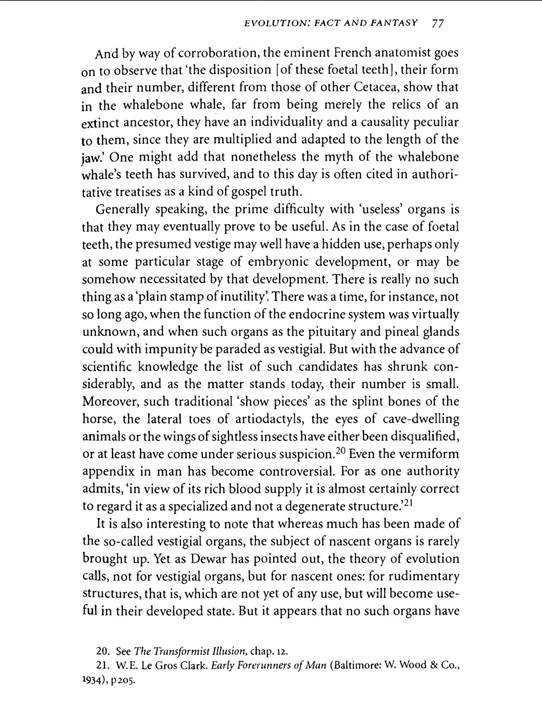 EVOLUTION: FACT AND FANTASY 77
And by way of corroboration, the eminent French anatomist goes
on to observe that ‘the disposition [of these foetal teeth], their form
and their number, different from those of other Cetacea, show that
in the whalebone whale, far from being merely the relics of an
extinct ancestor, they have an individuality and a causality peculiar
to them, since they are multiplied and adapted to the length of the
jaw.’ One might add that nonetheless the myth of the whalebone
whale’s teeth has survived, and to this day is often cited in authori-
tative treatises as a kind of gospel truth.
Generally speaking, the prime difficulty with ‘useless’ organs is
that they may eventually prove to be useful. As in the case of foetal
teeth, the presumed vestige may well have a hidden use, perhaps only
at some particular stage of embryonic development, or may be
somehow necessitated by that development. There is really no such
thing as a ‘plain stamp of inutility’. There was a time, for instance, not
so long ago, when the function of the endocrine system was virtually
unknown, and when such organs as the pituitary and pineal glands
could with impunity be paraded as vestigial. But with the advance of
scientific knowledge the list of such candidates has shrunk con-
siderably, and as the matter stands today, their number is small.
Moreover, such traditional ‘show pieces’ as the splint bones of the
horse, the lateral toes of artiodactyls, the eyes of cave-dwelling
animals or the wings of sightless insects have either been disqualified,
or at least have come under serious suspicion.20 Even the vermiform
appendix in man has become controversial. For as one authority
admits, ‘in view of its rich blood supply it is almost certainly correct
to regard it as a specialized and not a degenerate structure.’21
It is also interesting to note that whereas much has been made of
the so-called vestigial organs, the subject of nascent organs is rarely
brought up. Yet as Dewar has pointed out, the theory of evolution
calls, not for vestigial organs, but for nascent ones: for rudimentary
structures, that is, which are not yet of any use, but will become use-
ful in their developed state. But it appears that no such organs have
20. See The Transformist Illusion, chap. 12.
21. W.E. Le Gros Clark. Early Forerunners of Man (Baltimore: W. Wood & Co.,
1934), p205.